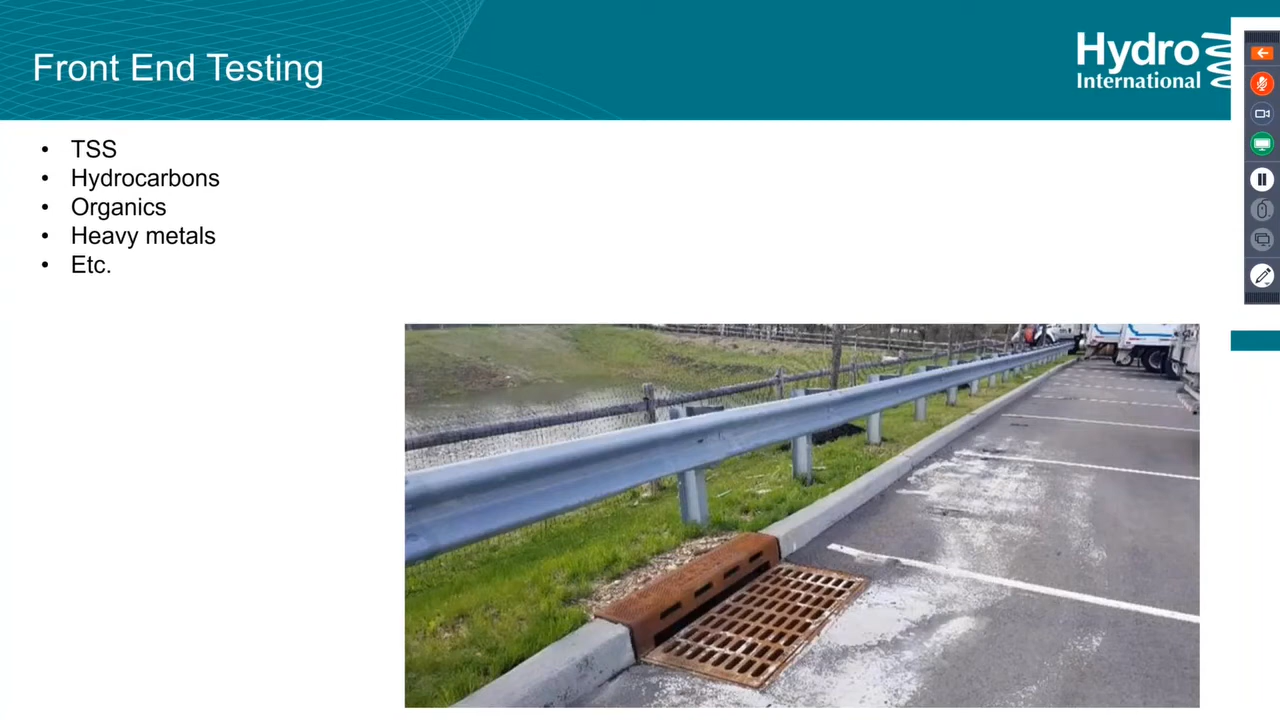 Front End Testing
Hydro
International
• TSS
• Hydrocarbons
• Organics
• Heavy metals
• Etc.